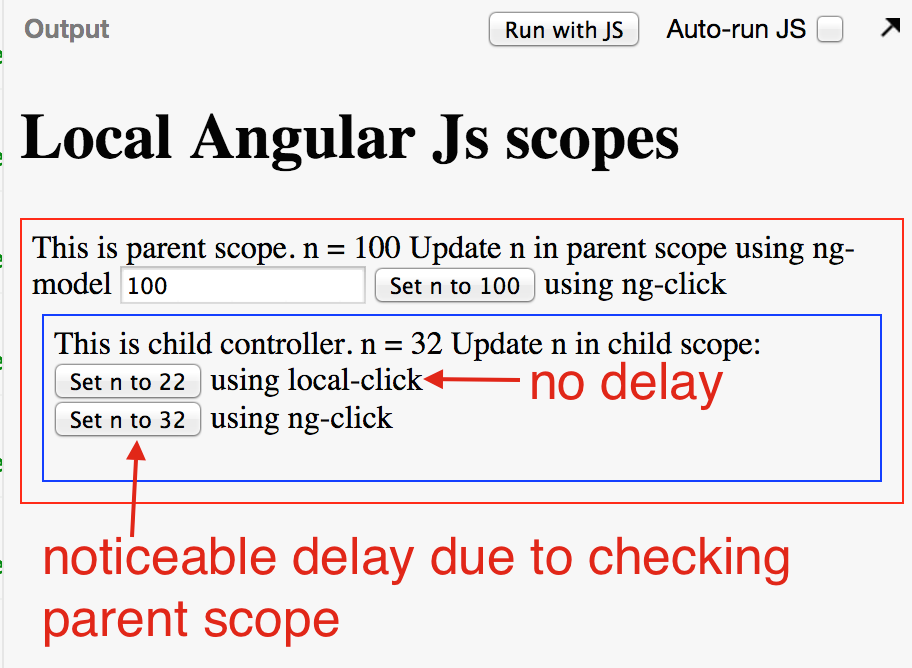 Output Run with JS Auto-run JS
Local Angular Js scopes
This is parent scope. n = 100 Update n in parent scope using ng-
model 100 Set n to 100 using ng-click
This is child controller. n = 32 Update n in child scope:
Set n to 22 using local-click no delay
Set n to 32 using ng-click
noticeable delay due to checking
parent scope